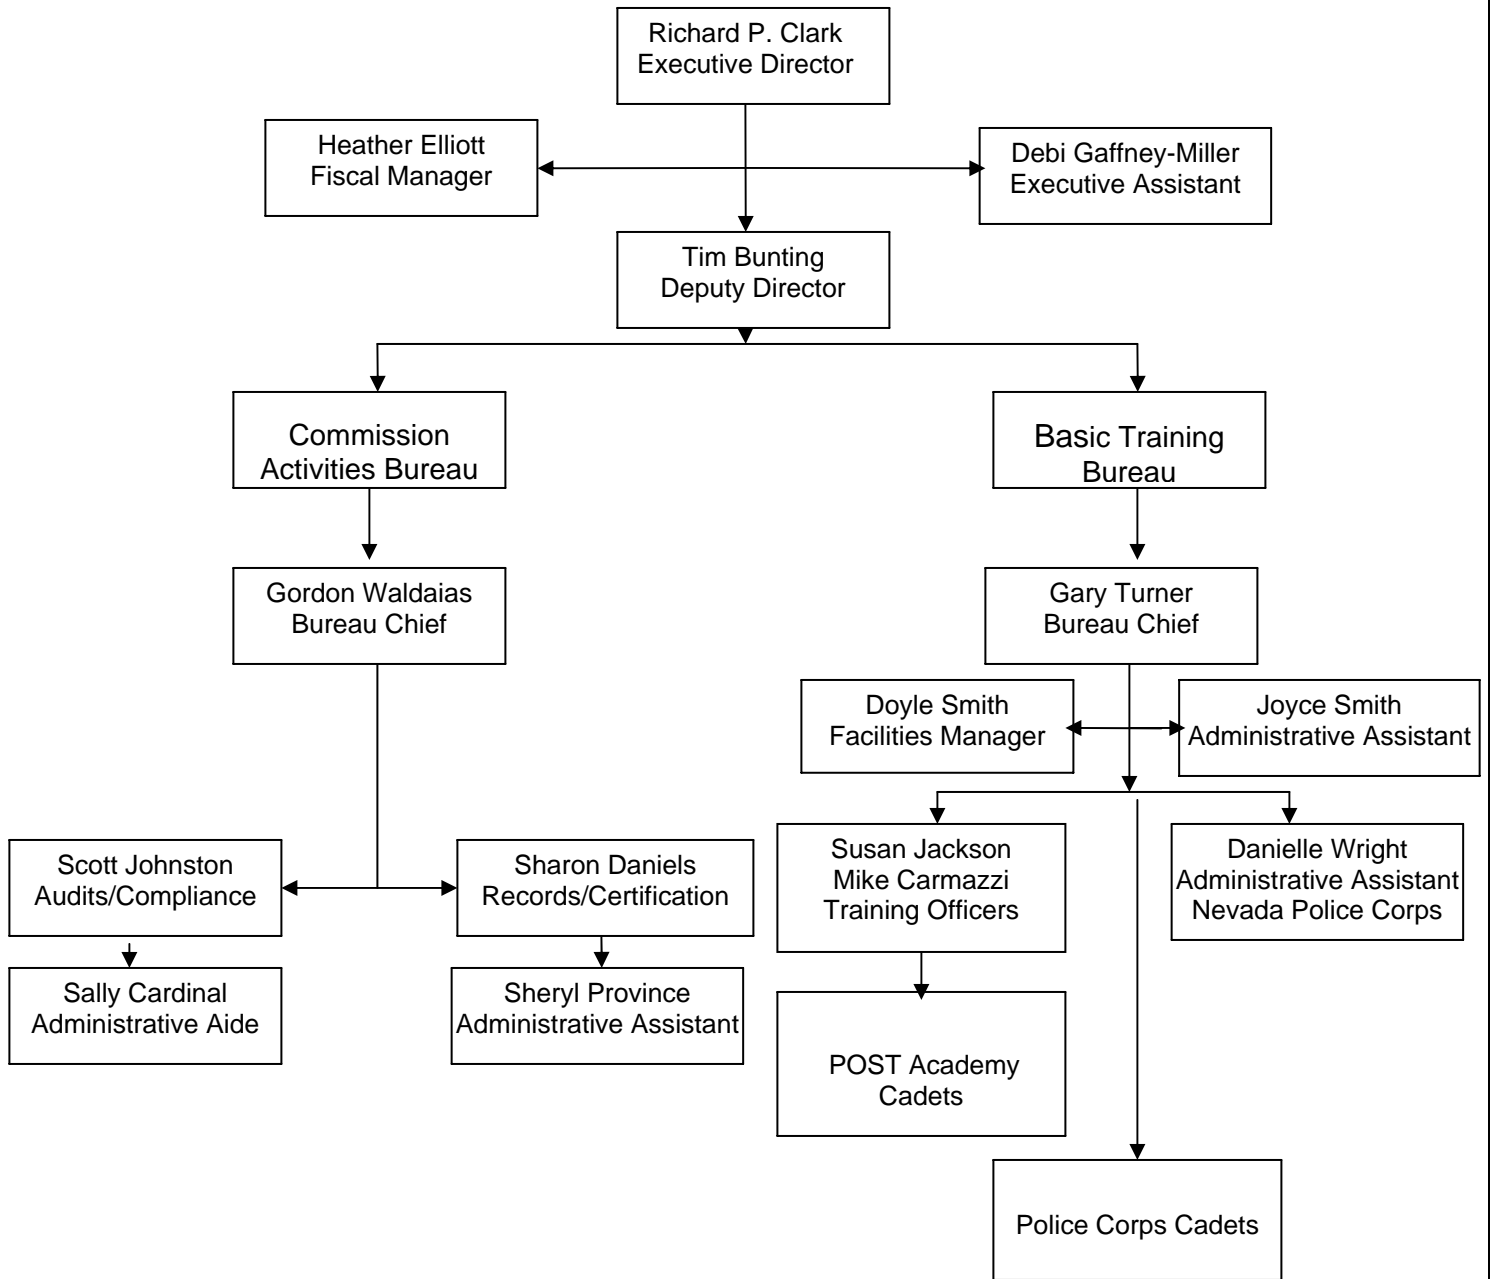 Richard P. Clark
Executive Director
Heather Elliott
Fiscal Manager
Debi Gaffney-Miller
Executive Assistant
Tim Bunting
Deputy Director
Commission
Activities Bureau
Basic Training
Bureau
Gordon Waldaias
Bureau Chief
Gary Turner
Bureau Chief
Doyle Smith
Facilities Manager
Joyce Smith
Administrative Assistant
Scott Johnston
Audits/Compliance
Sharon Daniels
Records/Certification
Susan Jackson
Mike Carmazzi
Training Officers
Danielle Wright
Administrative Assistant
Nevada Police Corps
Sally Cardinal
Administrative Aide
Sheryl Province
Administrative Assistant
POST Academy
Cadets
Police Corps Cadets